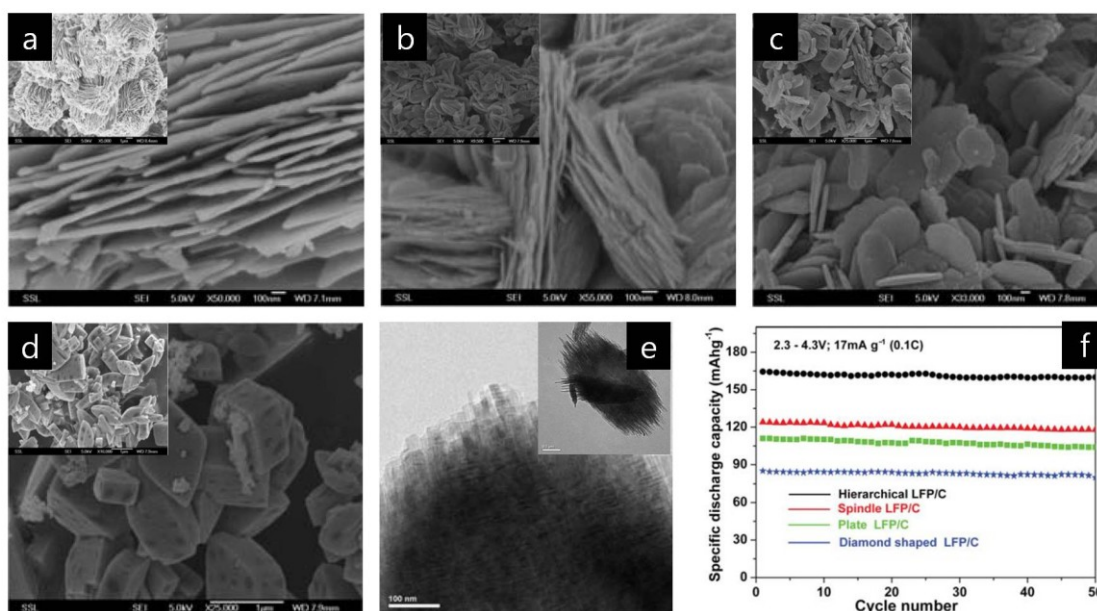 a
SSL SEI 5.0kV X50,000 100nm WD 7.1mm
b
SSL SEI 5.0kV X55,000 100nm WD 8.0mm
c
SSL SEI 5.0kV X33,000 100nm WD 7.8mm
d
5.0kV X25,000 1μm WD 7.9mm
e
100 nm
f
2.3 - 4.3V; 17mA g⁻¹ (0.1C)
Specific discharge capacity (mAhg⁻¹)
180
150
120
90
60
30
0
Hierarchical LFP/C
Spindle LFP/C
Plate LFP/C
Diamond shaped LFP/C
0 10 20 30 40 50
Cycle number